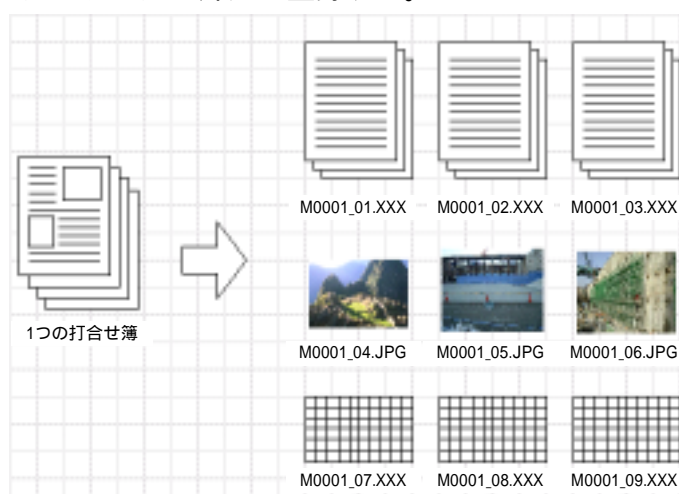 1つの打合せ簿
M0001_01.XXX M0001_02.XXX M0001_03.XXX
M0001_04.JPG M0001_05.JPG M0001_06.JPG
M0001_07.XXX M0001_08.XXX M0001_09.XXX